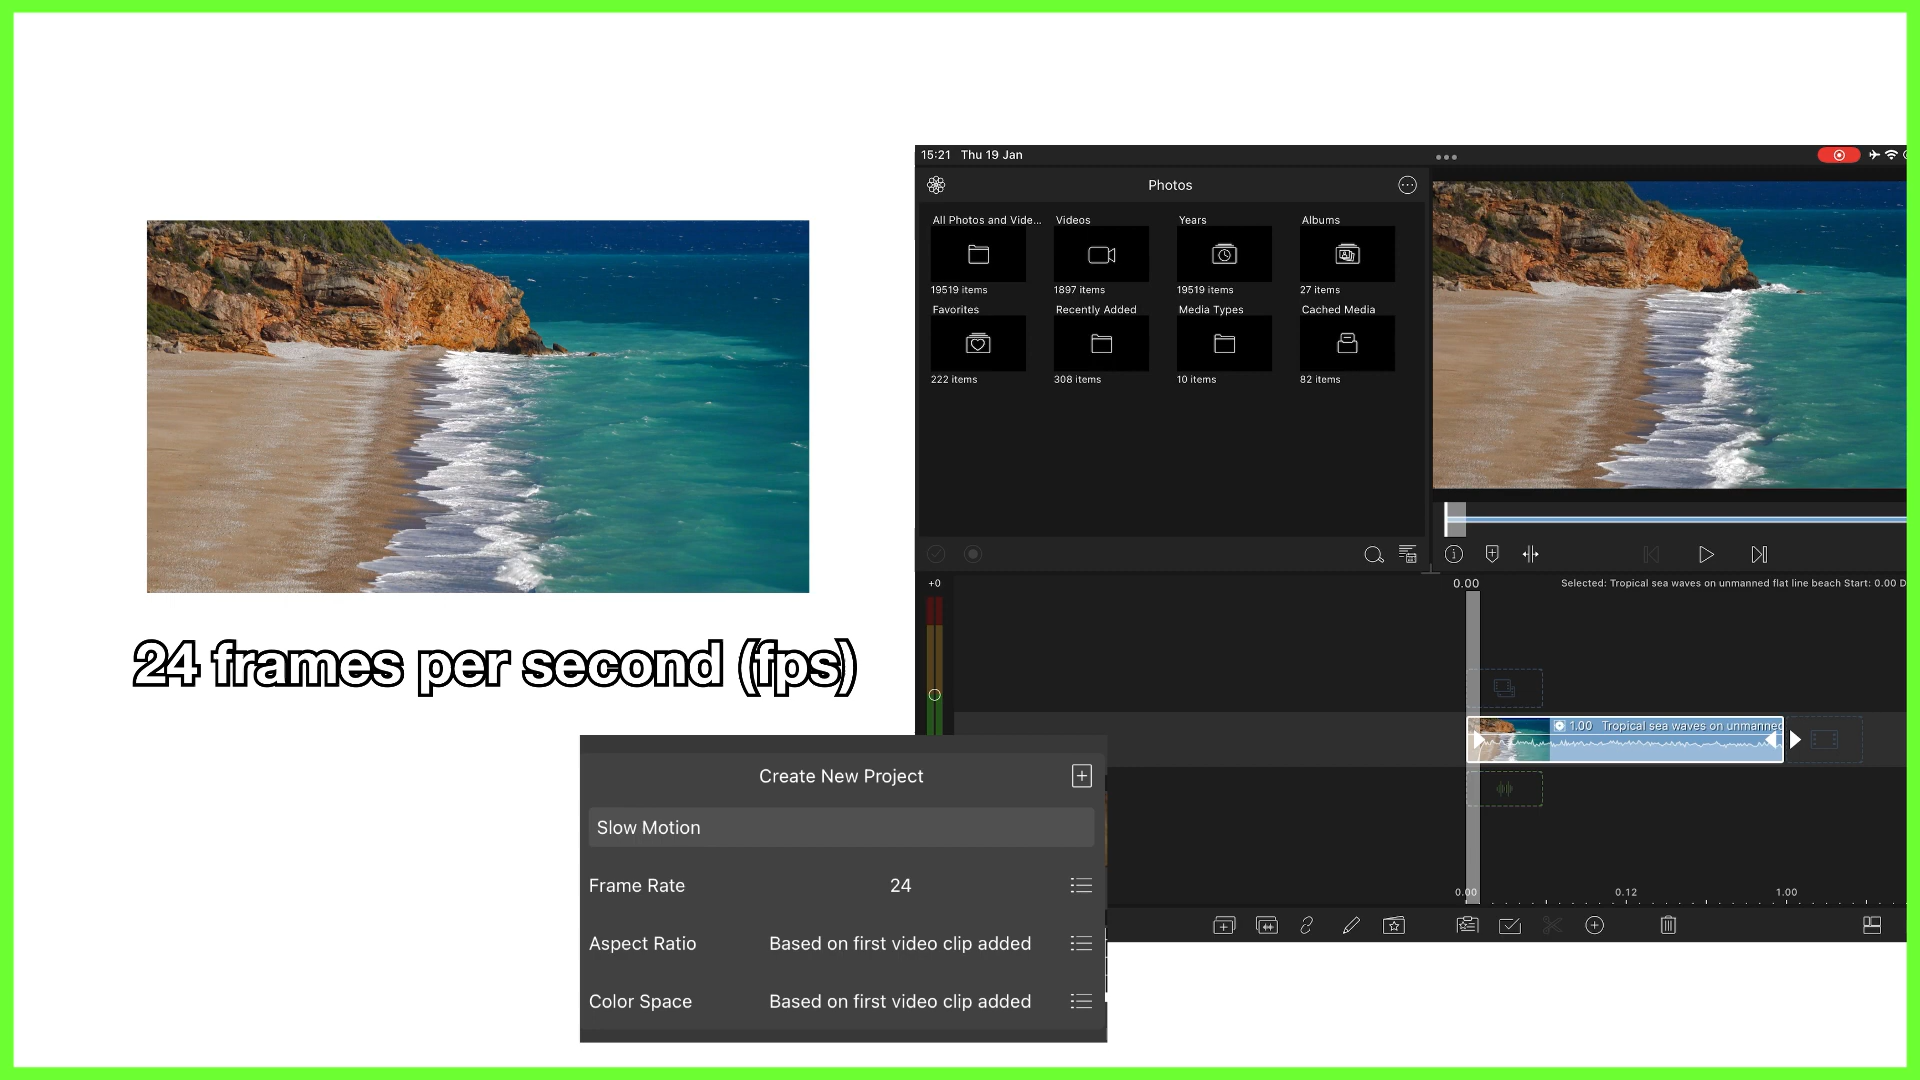 15:21 Thu 19 Jan
Photos
All Photos and Vide...
Videos
Years
Albums
19519 items
1897 items
19519 items
27 items
Favorites
Recently Added
Media Types
Cached Media
222 items
308 items
10 items
82 items
+0
0.00
Selected: Tropical sea waves on unmanned flat line beach Start: 0.00 D
24 frames per second (fps)
1.00 Tropical sea waves on unmanned
Create New Project
Slow Motion
Frame Rate 24
Aspect Ratio Based on first video clip added
Color Space Based on first video clip added
0.00
0.12
1.00